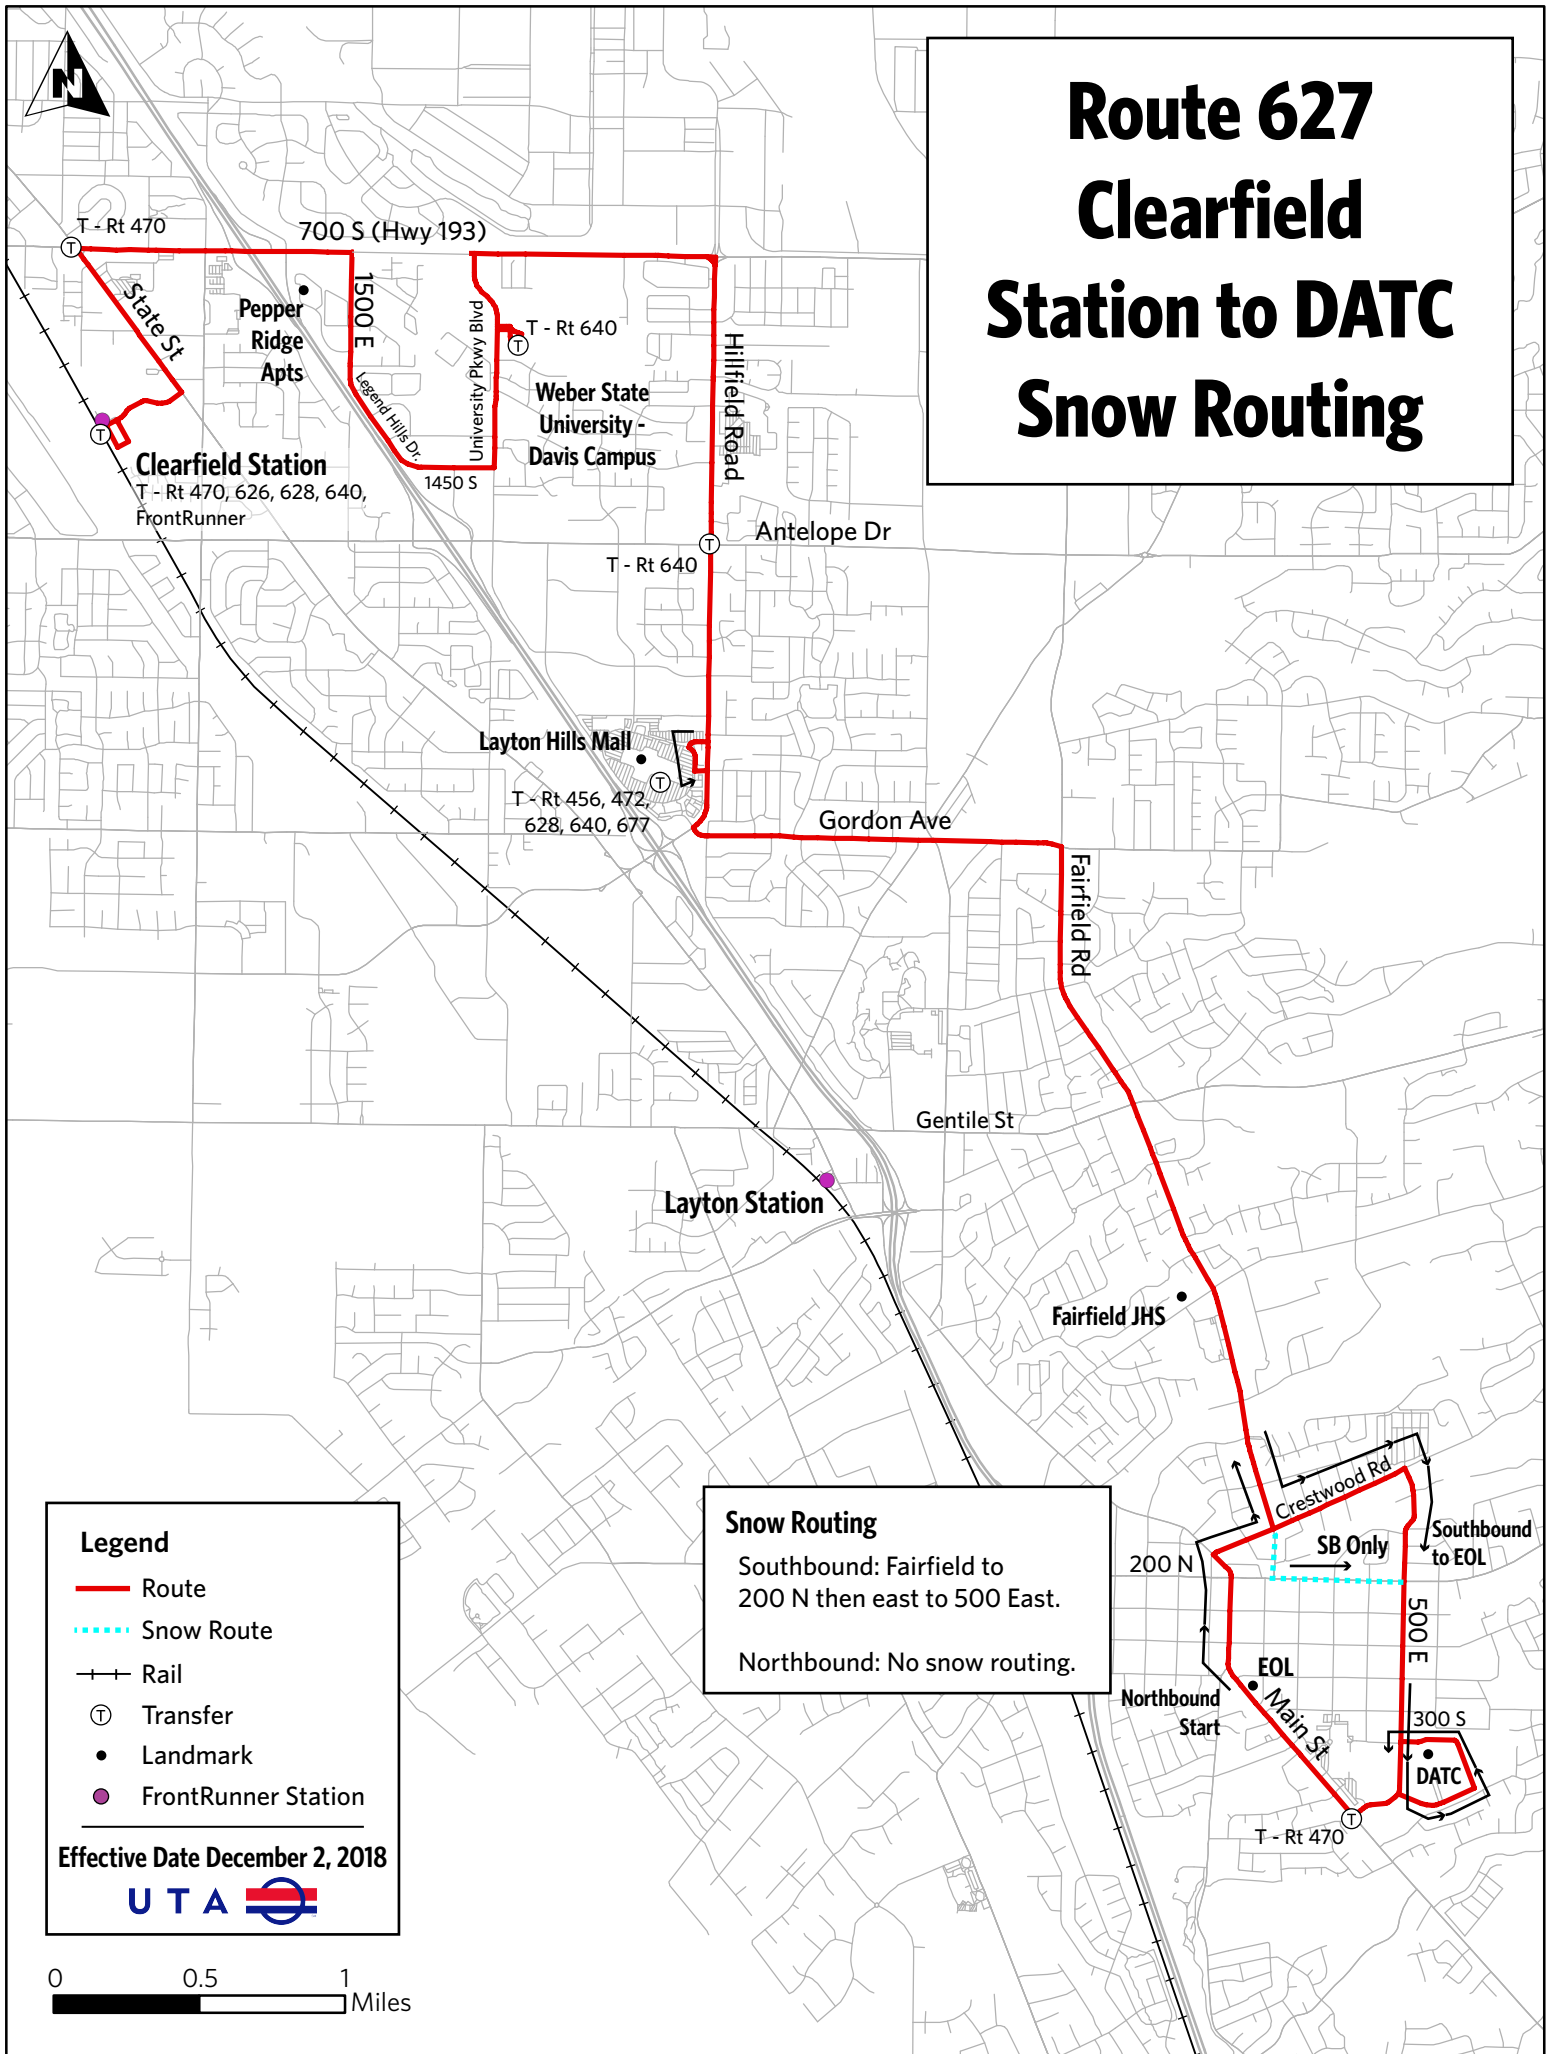 N
Route 627
Clearfield
Station to DATC
Snow Routing
T - Rt 470
T
700 S (Hwy 193)
State St
Pepper
Ridge
Apts
1500 E
Legend Hills Dr.
University Pkwy Blvd
T - Rt 640
T
Weber State
University -
Davis Campus
Hillfield Road
T
Clearfield Station
T - Rt 470, 626, 628, 640,
FrontRunner
1450 S
Antelope Dr
T
T - Rt 640
Layton Hills Mall
T
T - Rt 456, 472,
628, 640, 677
Gordon Ave
Fairfield Rd
Gentile St
Layton Station
Fairfield JHS
Crestwood Rd
SB Only
Southbound
to EOL
200 N
500 E
EOL
Main St
Northbound
Start
300 S
DATC
T
T - Rt 470
Snow Routing
Southbound: Fairfield to
200 N then east to 500 East.
Northbound: No snow routing.
Legend
Route
Snow Route
Rail
T
Transfer
Landmark
FrontRunner Station
Effective Date December 2, 2018
UTA
0
0.5
1
Miles